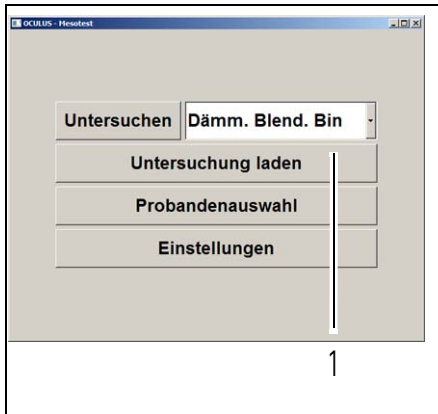 OCULUS - Mesotest
Untersuchen Dämm. Blend. Bin
Untersuchung laden
Probandenauswahl
Einstellungen
1